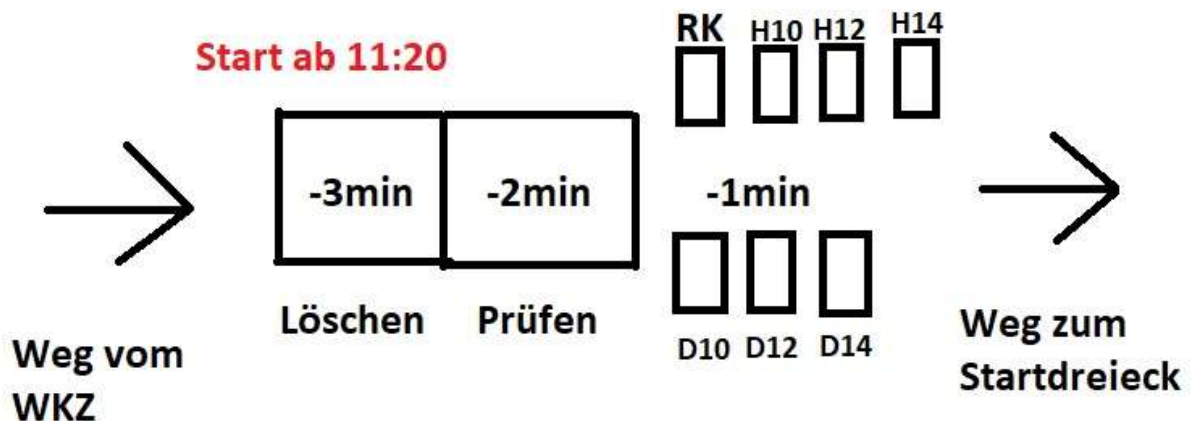 Start ab 11:20
RK H10 H12 H14
-3min -2min -1min
Löschen Prüfen
D10 D12 D14
Weg vom
WKZ
Weg zum
Startdreieck